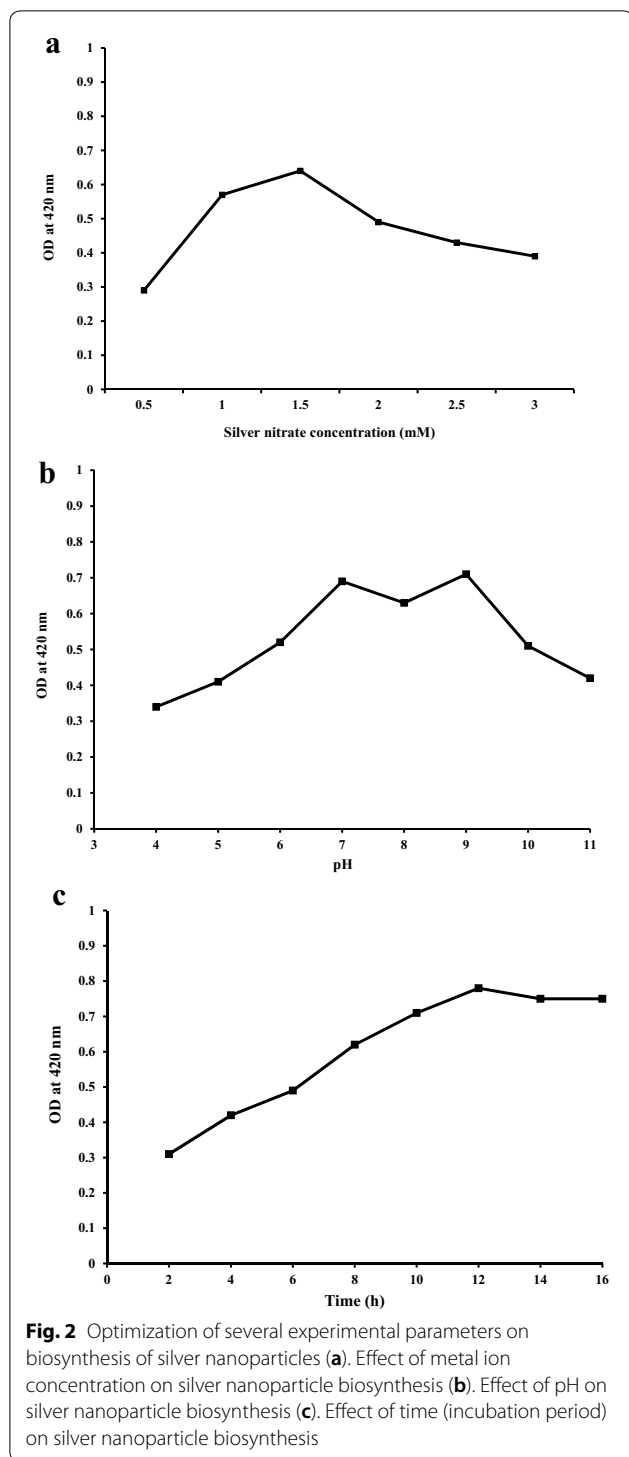 a
1
0.9
0.8
0.7
0.6
0.5
0.4
0.3
0.2
0.1
0
OD at 420 nm
0.5 1 1.5 2 2.5 3
Silver nitrate concentration (mM)
b
1
0.9
0.8
0.7
0.6
0.5
0.4
0.3
0.2
0.1
0
OD at 420 nm
3 4 5 6 7 8 9 10 11
pH
c
1
0.9
0.8
0.7
0.6
0.5
0.4
0.3
0.2
0.1
0
OD at 420 nm
0 2 4 6 8 10 12 14 16
Time (h)
Fig. 2 Optimization of several experimental parameters on
biosynthesis of silver nanoparticles (a). Effect of metal ion
concentration on silver nanoparticle biosynthesis (b). Effect of pH on
silver nanoparticle biosynthesis (c). Effect of time (incubation period)
on silver nanoparticle biosynthesis